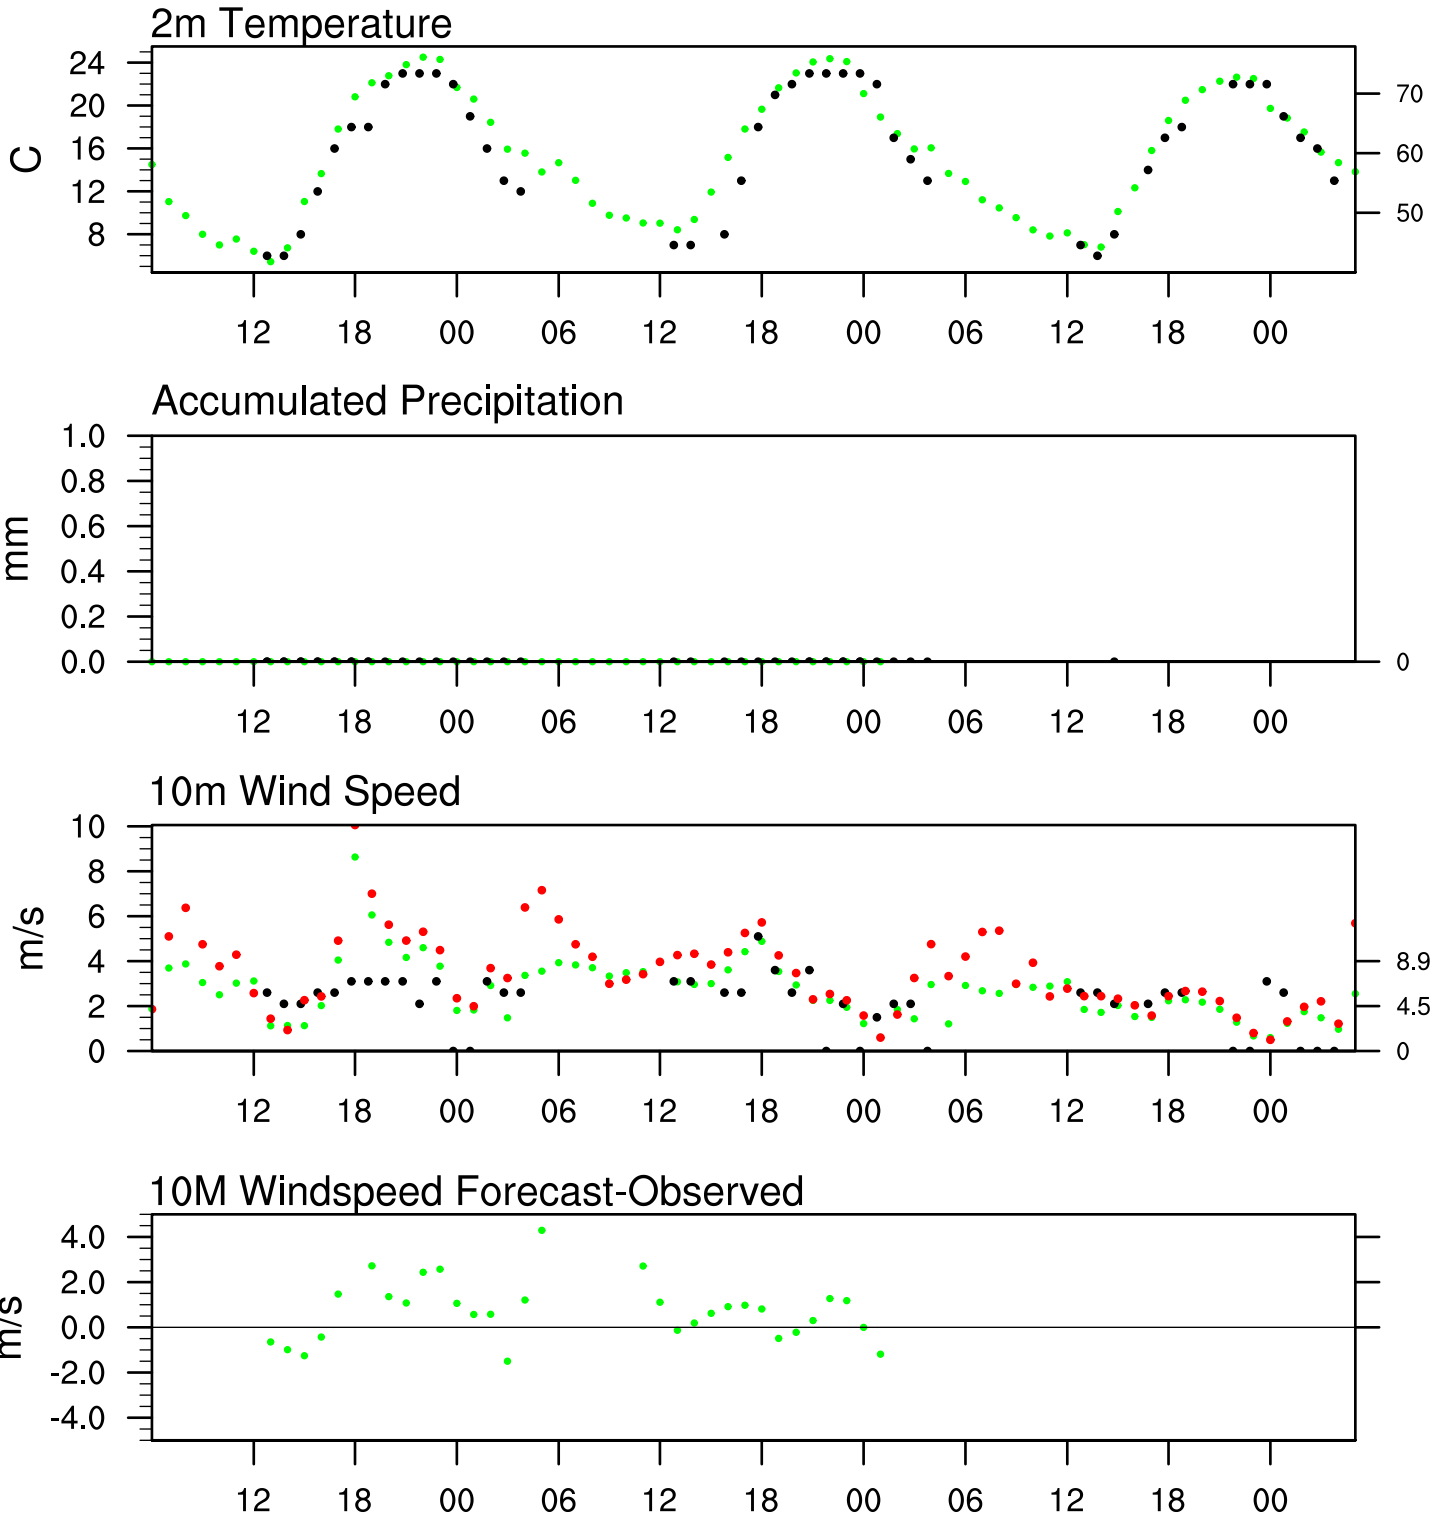 2m Temperature
24
20
16
12
8
C
70
60
50
12 18 00 06 12 18 00 06 12 18 00
Accumulated Precipitation
1.0
0.8
0.6
0.4
0.2
0.0
mm
0
12 18 00 06 12 18 00 06 12 18 00
10m Wind Speed
10
8
6
4
2
0
m/s
8.9
4.5
0
12 18 00 06 12 18 00 06 12 18 00
10M Windspeed Forecast-Observed
4.0
2.0
0.0
-2.0
-4.0
m/s
12 18 00 06 12 18 00 06 12 18 00